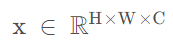 x ∈ ℝ^{H×W×C}